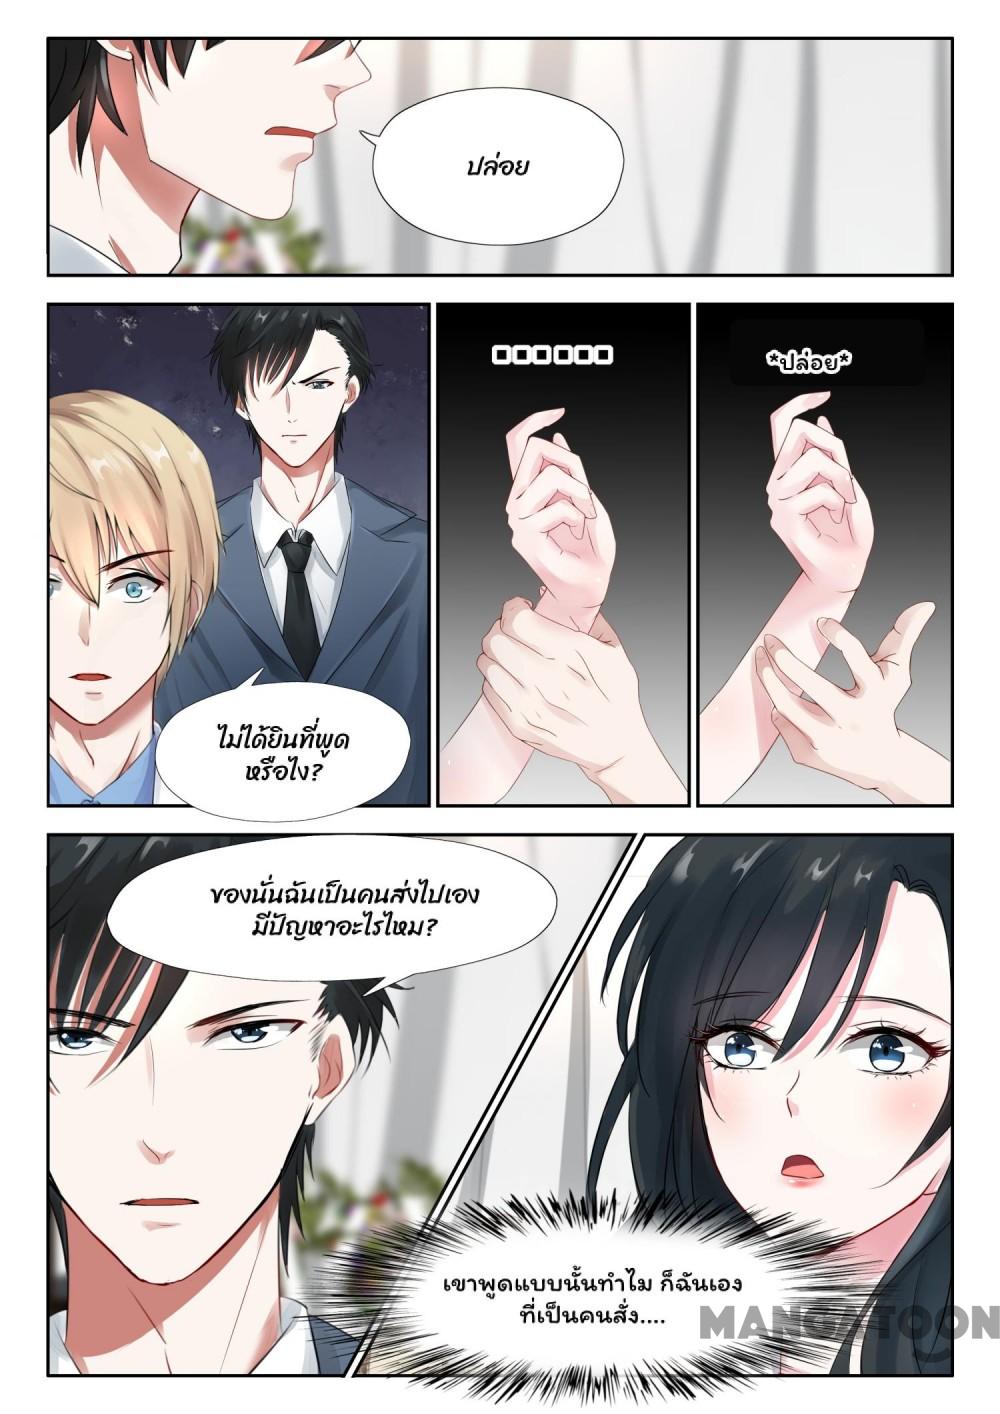 ปล่อย
□□□□□□
*ปล่อย*
ไม่ได้ยินที่พูด
หรือไง?
ของนั่นฉันเป็นคนส่งไปเอง
มีปัญหาอะไรไหม?
เขาพูดแบบนั้นทำไม ก็ฉันเอง
ที่เป็นคนสั่ง....
MANGATOON